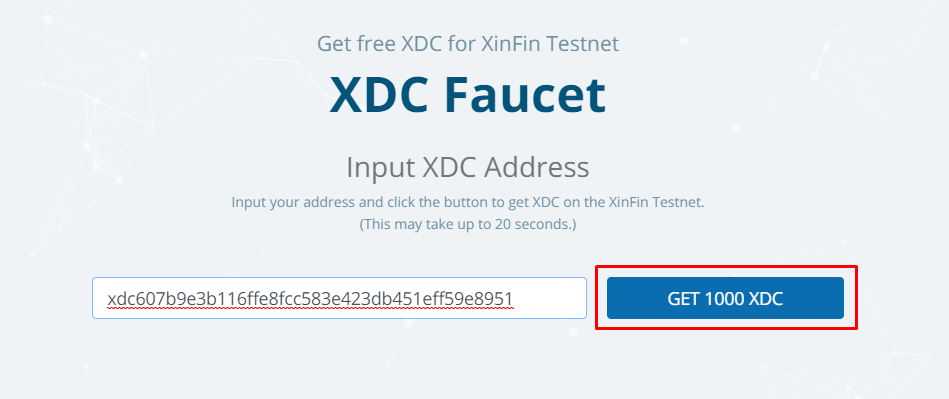 Get free XDC for XinFin Testnet
XDC Faucet
Input XDC Address
Input your address and click the button to get XDC on the XinFin Testnet.
(This may take up to 20 seconds.)
xdc607b9e3b116ffe8fcc583e423db451eff59e8951
GET 1000 XDC